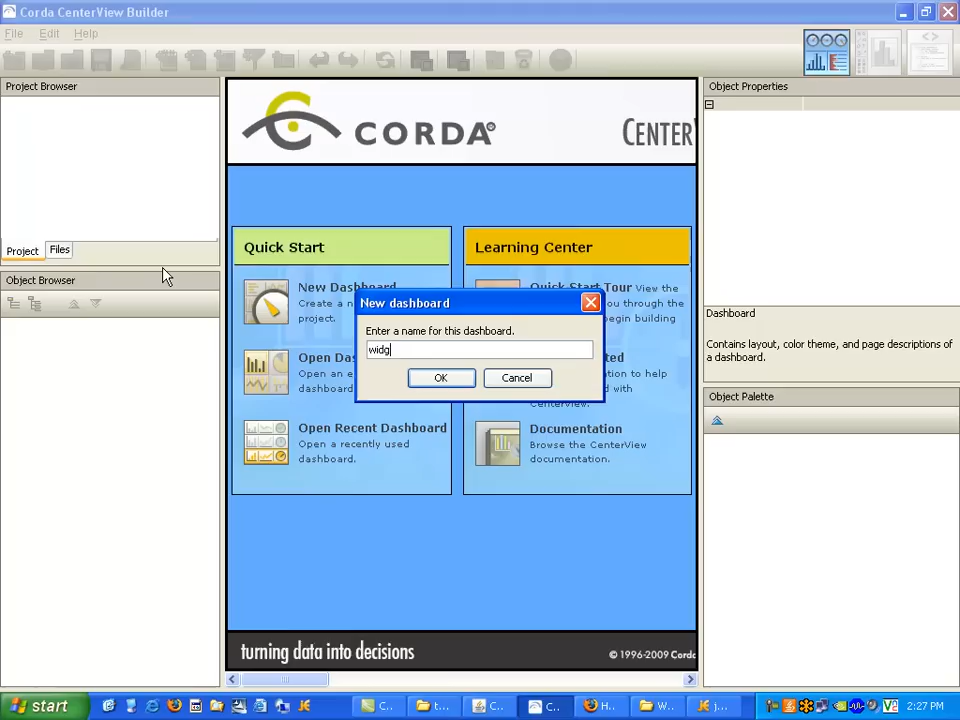 Corda CenterView Builder
File Edit Help
Project Browser
Project Files
Object Browser
CORDA®
CENTER
Quick Start
New Dashboard
Create a n
project.
Open Das
Open an e
dashboard
Open Recent Dashboard
Open a recently used
dashboard.
Learning Center
Quick Start Tour View the
ou through the
egin building
ted
tation to help
d with
CenterView.
Documentation
Browse the CenterView
documentation.
New dashboard
Enter a name for this dashboard.
widg
OK Cancel
turning data into decisions
© 1996-2009 Corda
Object Properties
Dashboard
Contains layout, color theme, and page descriptions of
a dashboard.
Object Palette
start
C... t... C... C... H... W... j...
2:27 PM